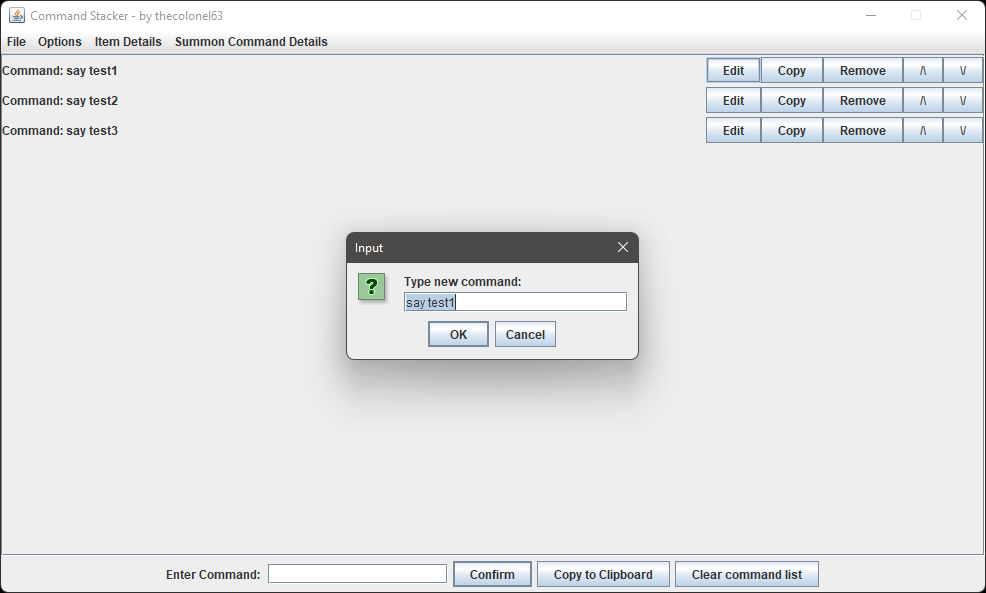 Command Stacker - by thecolonel63
File Options Item Details Summon Command Details
Command: say test1 Edit Copy Remove /\ \/
Command: say test2 Edit Copy Remove /\ \/
Command: say test3 Edit Copy Remove /\ \/
Input
?
Type new command:
say test1
OK Cancel
Enter Command: Confirm Copy to Clipboard Clear command list